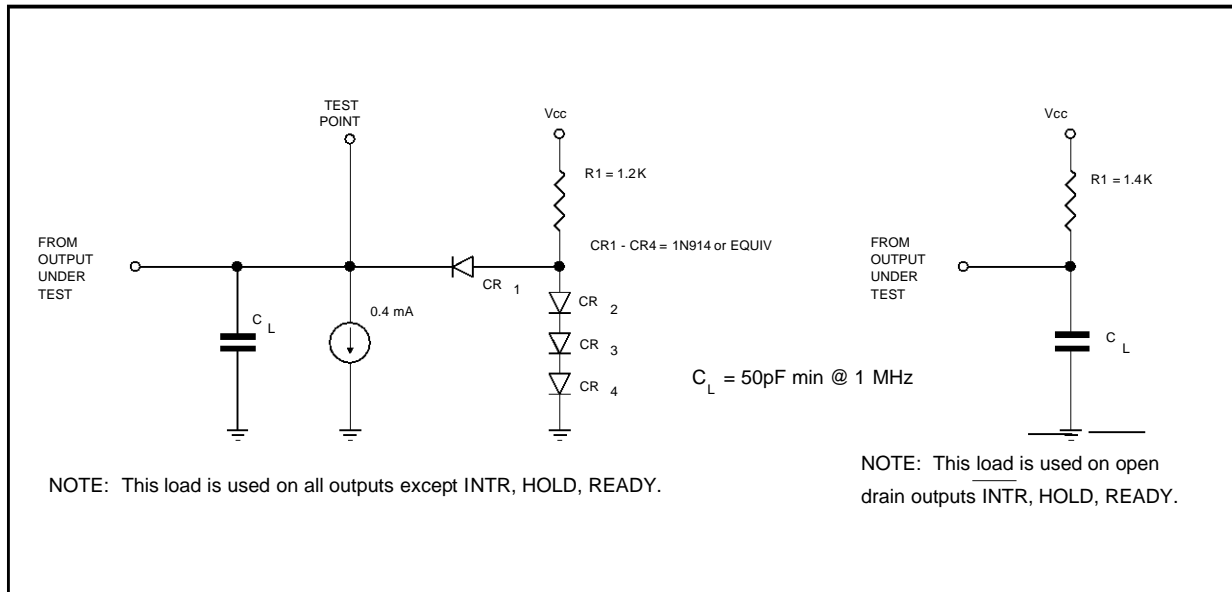 TEST
POINT
Vcc
R1 = 1.2K
FROM
OUTPUT
UNDER
TEST
CR1 - CR4 = 1N914 or EQUIV
CR 1
CR 2
CR 3
CR 4
C L
0.4 mA
C L = 50pF min @ 1 MHz
NOTE: This load is used on all outputs except INTR, HOLD, READY.
Vcc
R1 = 1.4K
FROM
OUTPUT
UNDER
TEST
C L
NOTE: This load is used on open
drain outputs INTR, HOLD, READY.